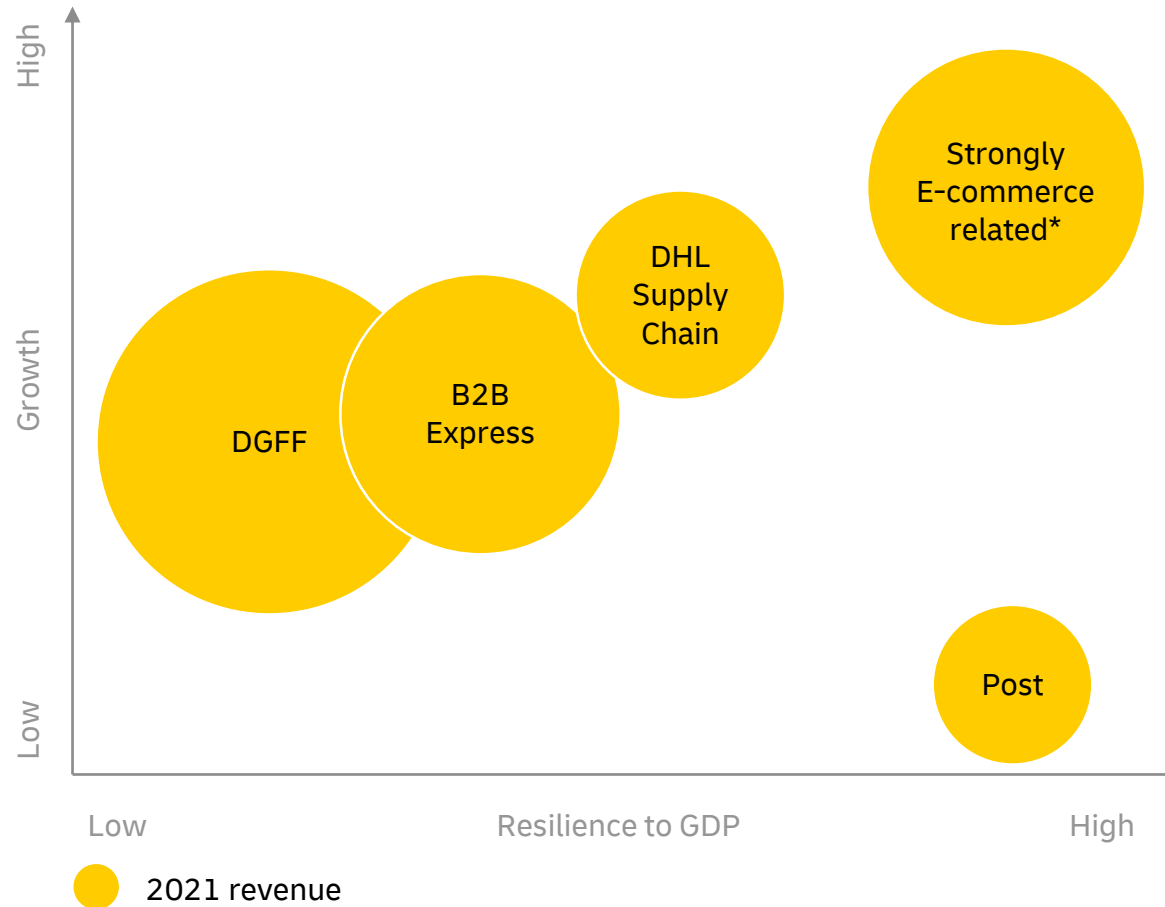 High
Growth
Low
Strongly
E-commerce
related*
DHL
Supply
Chain
B2B
Express
DGFF
Post
Low
Resilience to GDP
High
2021 revenue